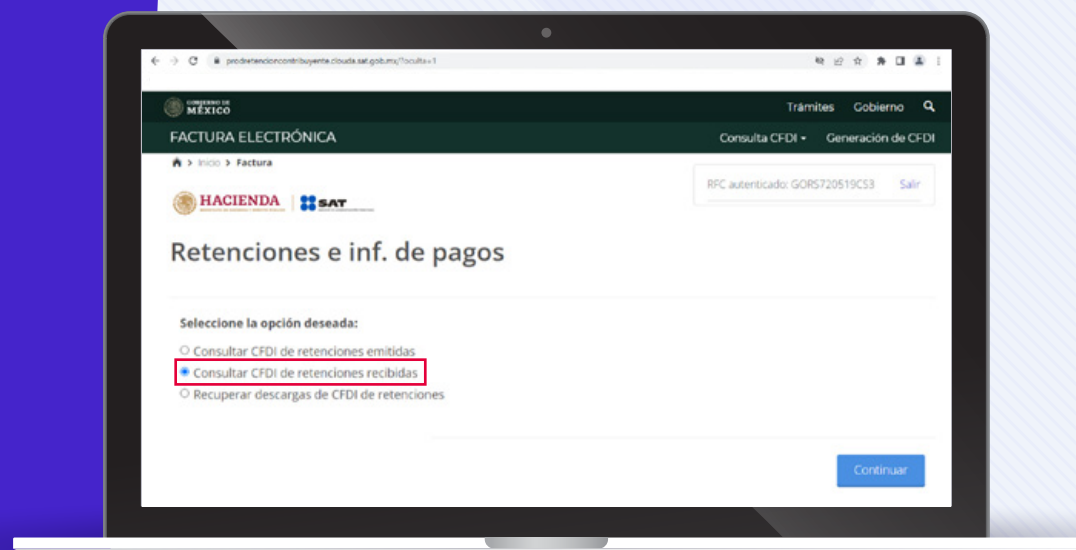 prodretencioncontribuyente.clouda.sat.gob.mx/?oculta=1
GOBIERNO DE
MÉXICO
Trámites Gobierno
FACTURA ELECTRÓNICA
Consulta CFDI Generación de CFDI
> Inicio > Factura
RFC autenticado: GORS720519CS3 Salir
HACIENDA
SAT
Retenciones e inf. de pagos
Seleccione la opción deseada:
Consultar CFDI de retenciones emitidas
Consultar CFDI de retenciones recibidas
Recuperar descargas de CFDI de retenciones
Continuar